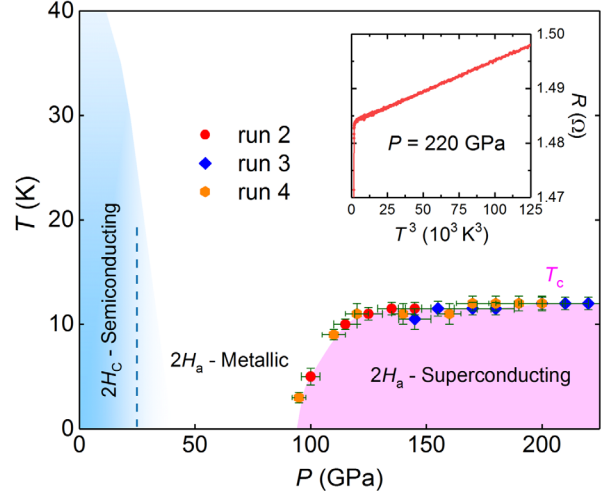 40
30
20
10
0
T (K)
0
50
100
150
200
P (GPa)
run 2
run 3
run 4
2Hc - Semiconducting
2Ha - Metallic
2Ha - Superconducting
Tc
1.50
1.49
1.48
1.47
R (Ω)
P = 220 GPa
0
25
50
75
100
125
T³ (10³ K³)